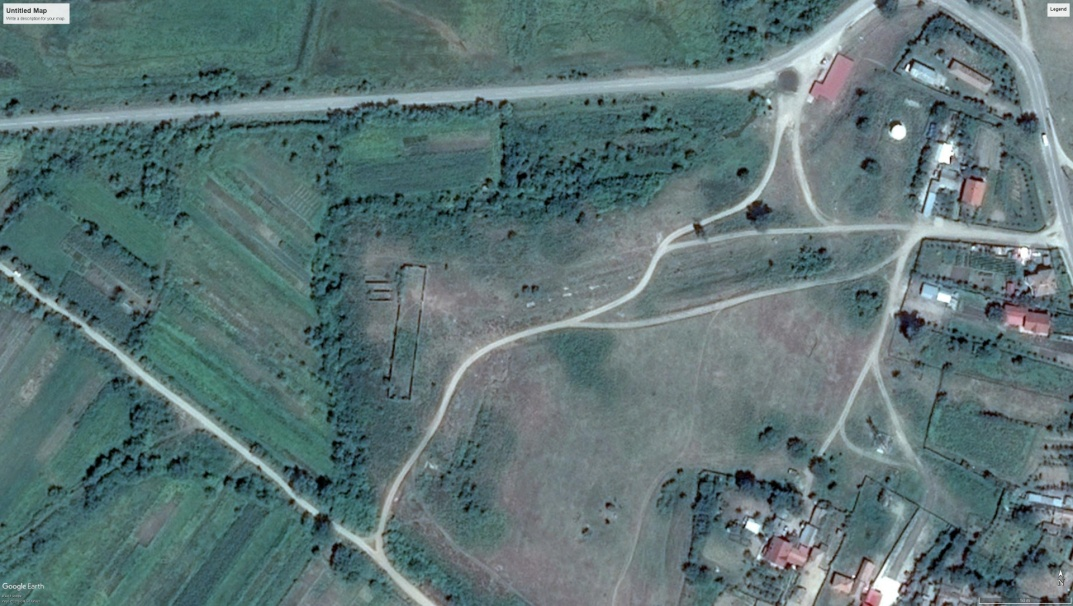 Untitled Map
Write a description for your map.
Legend
Google Earth
N